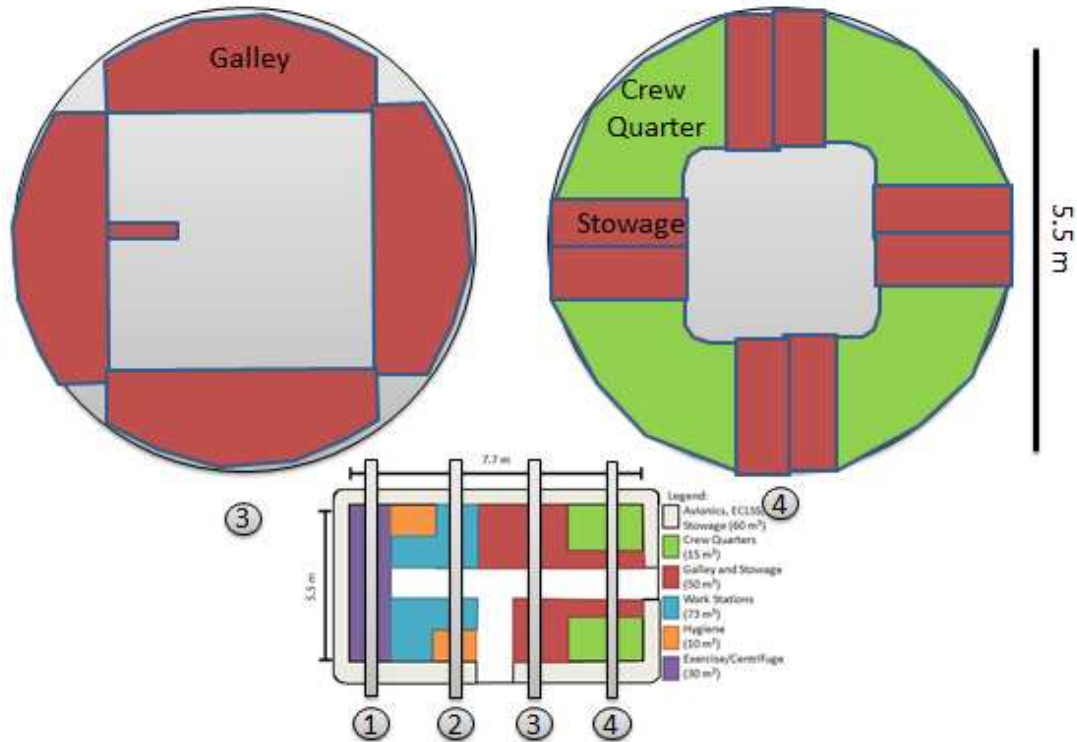 Galley
Crew
Quarter
Stowage
5.5 m
3
4
7.7 m
5.5 m
Legend:
Avionics, ECLSS,
Stowage (60 m³)
Crew Quarters
(15 m³)
Galley and Stowage
(50 m³)
Work Stations
(73 m³)
Hygiene
(10 m³)
Exercise/Centrifuge
(30 m³)
1
2
3
4